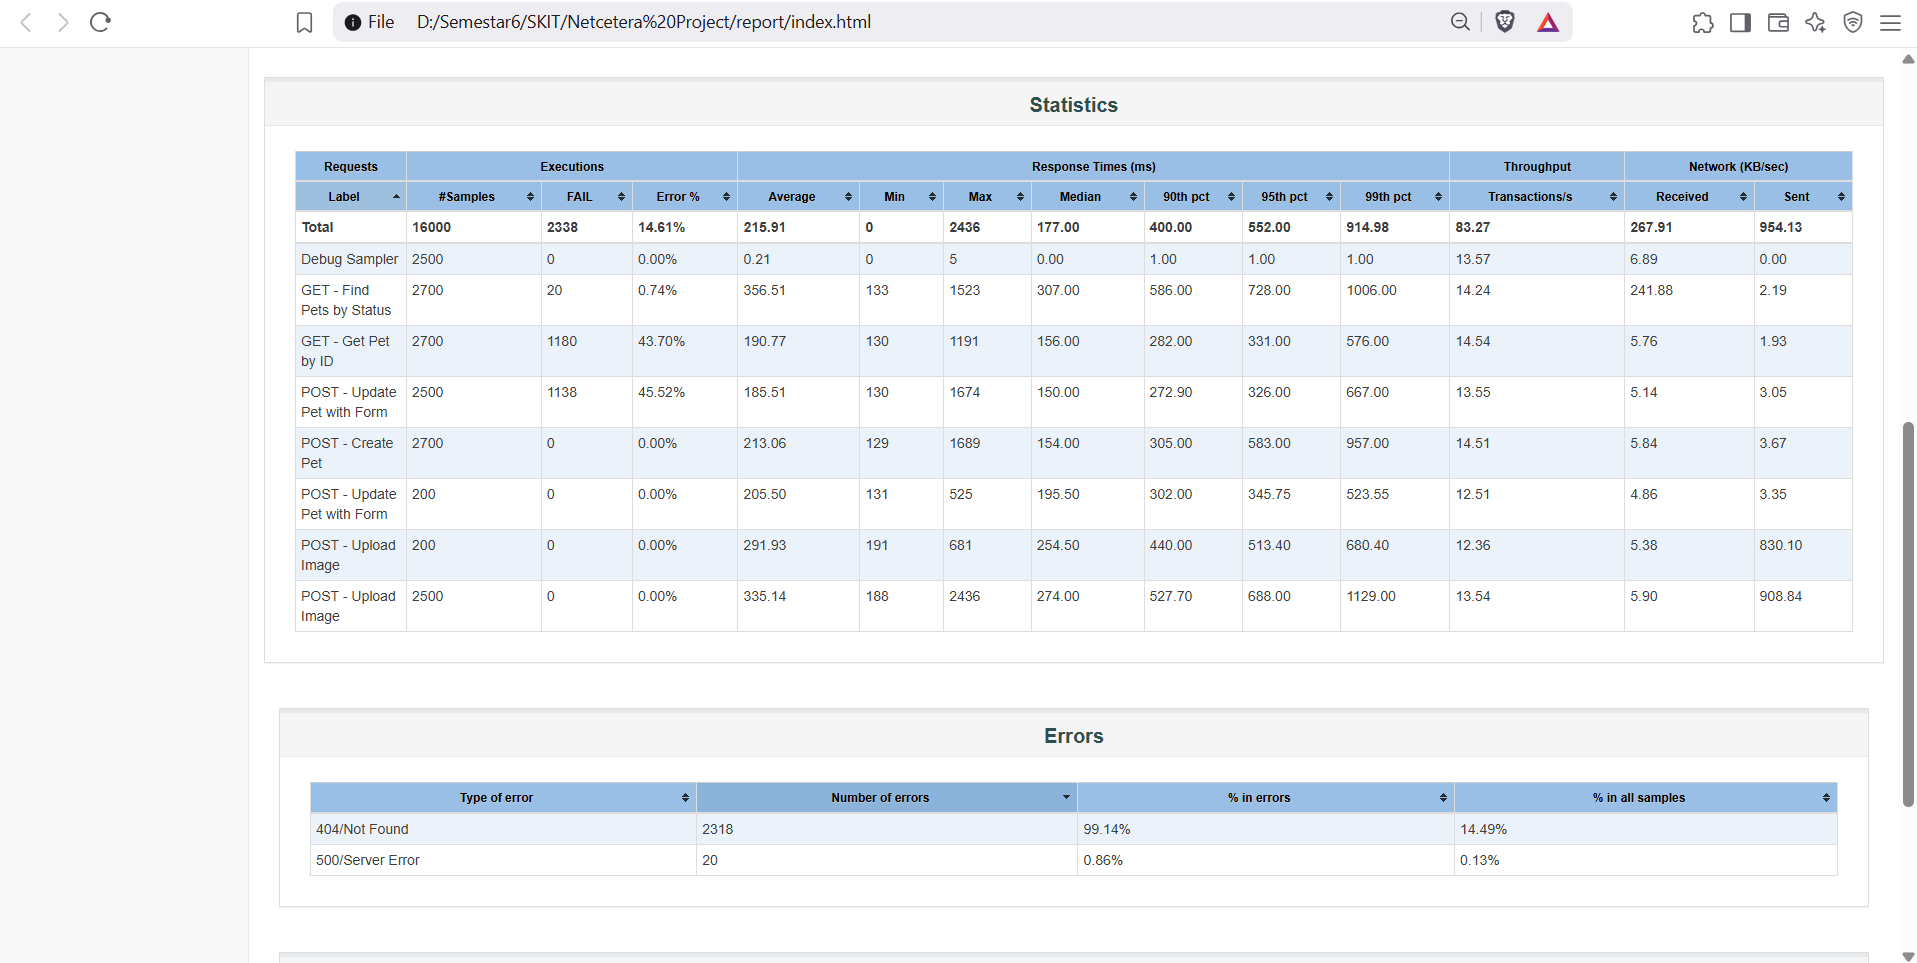 File D:/Semestar6/SKIT/Netcetera%20Project/report/index.html
Statistics
Requests Executions Response Times (ms) Throughput Network (KB/sec)
Label #Samples FAIL Error % Average Min Max Median 90th pct 95th pct 99th pct Transactions/s Received Sent
Total 16000 2338 14.61% 215.91 0 2436 177.00 400.00 552.00 914.98 83.27 267.91 954.13
Debug Sampler 2500 0 0.00% 0.21 0 5 0.00 1.00 1.00 1.00 13.57 6.89 0.00
GET - Find 2700 20 0.74% 356.51 133 1523 307.00 586.00 728.00 1006.00 14.24 241.88 2.19
Pets by Status
GET - Get Pet 2700 1180 43.70% 190.77 130 1191 156.00 282.00 331.00 576.00 14.54 5.76 1.93
by ID
POST - Update 2500 1138 45.52% 185.51 130 1674 150.00 272.90 326.00 667.00 13.55 5.14 3.05
Pet with Form
POST - Create 2700 0 0.00% 213.06 129 1689 154.00 305.00 583.00 957.00 14.51 5.84 3.67
Pet
POST - Update 200 0 0.00% 205.50 131 525 195.50 302.00 345.75 523.55 12.51 4.86 3.35
Pet with Form
POST - Upload 200 0 0.00% 291.93 191 681 254.50 440.00 513.40 680.40 12.36 5.38 830.10
Image
POST - Upload 2500 0 0.00% 335.14 188 2436 274.00 527.70 688.00 1129.00 13.54 5.90 908.84
Image
Errors
Type of error Number of errors % in errors % in all samples
404/Not Found 2318 99.14% 14.49%
500/Server Error 20 0.86% 0.13%